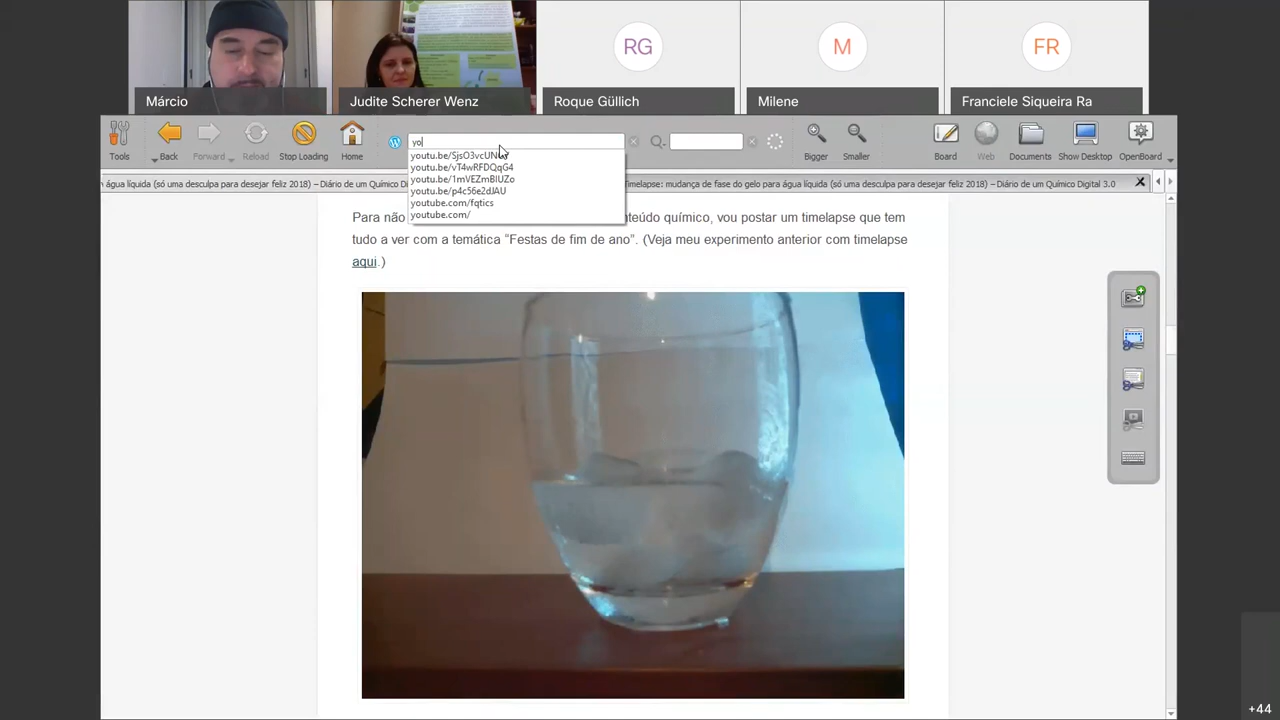 RG
M
FR
Márcio
Judite Scherer Wenz
Roque Güllich
Milene
Franciele Siqueira Ra
Tools
Back
Forward
Reload
Stop Loading
Home
yo
Bigger
Smaller
Board
Web
Documents
Show Desktop
OpenBoard
youtu.be/SjsO3vcUN
youtu.be/vT4wRFDQqG4
youtu.be/1mVEZmBIUZo
youtu.be/p4c56e2dJAU
youtube.com/fqtics
youtube.com/
m água líquida (só uma desculpa para desejar feliz 2018) – Diário de um Químico D
Timelapse: mudança de fase do gelo para água líquida (só uma desculpa para desejar feliz 2018) – Diário de um Químico Digital 3.0
Para não
nteúdo químico, vou postar um timelapse que tem
tudo a ver com a temática “Festas de fim de ano”. (Veja meu experimento anterior com timelapse
aqui.)
+44